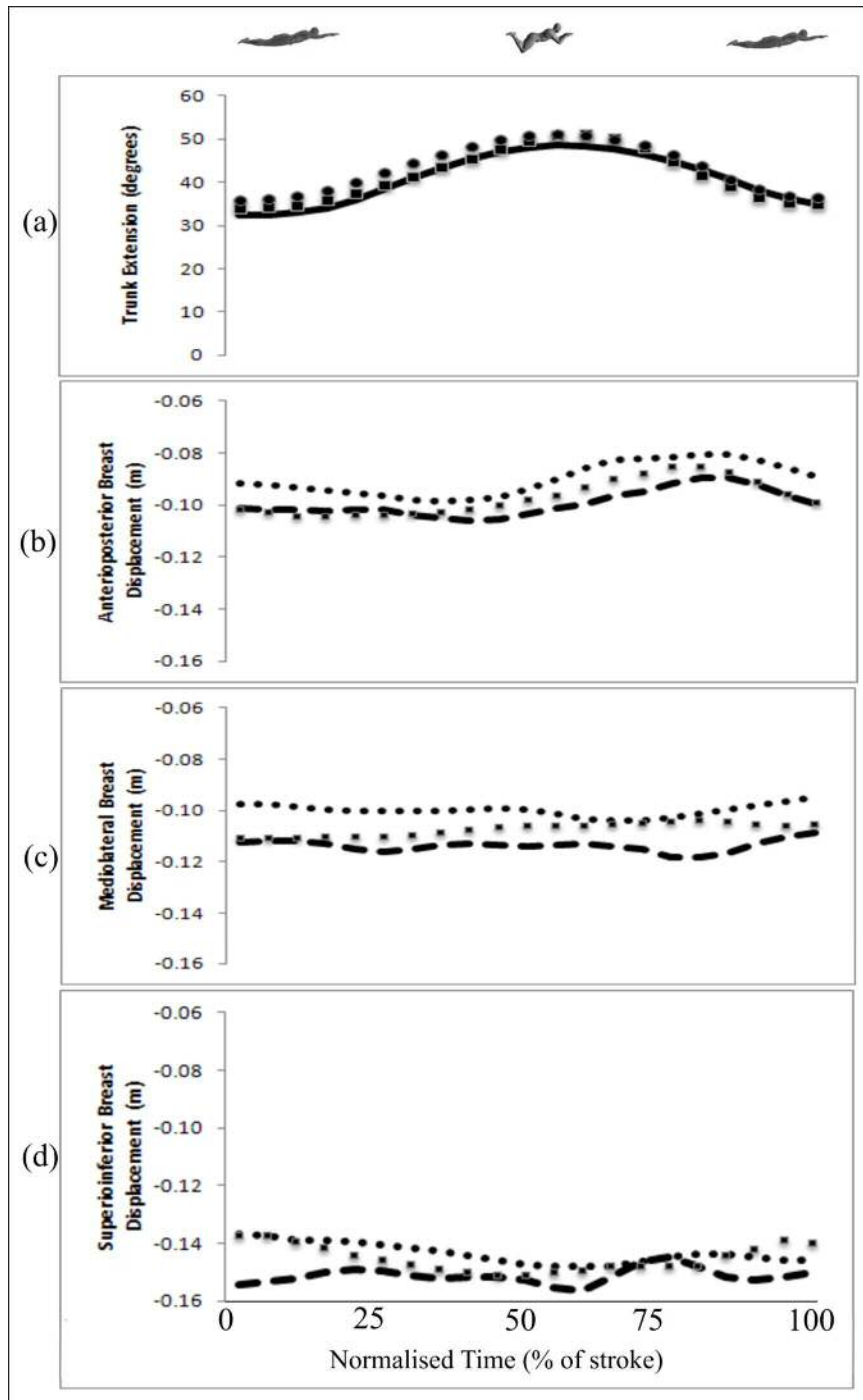 (a)
Trunk Extension (degrees)
60
50
40
30
20
10
0
(b)
Anterioposterior Breast
Displacement (m)
-0.06
-0.08
-0.10
-0.12
-0.14
-0.16
(c)
Mediolateral Breast
Displacement (m)
-0.06
-0.08
-0.10
-0.12
-0.14
-0.16
(d)
Superioinferior Breast
Displacement (m)
-0.06
-0.08
-0.10
-0.12
-0.14
-0.16
0 25 50 75 100
Normalised Time (% of stroke)